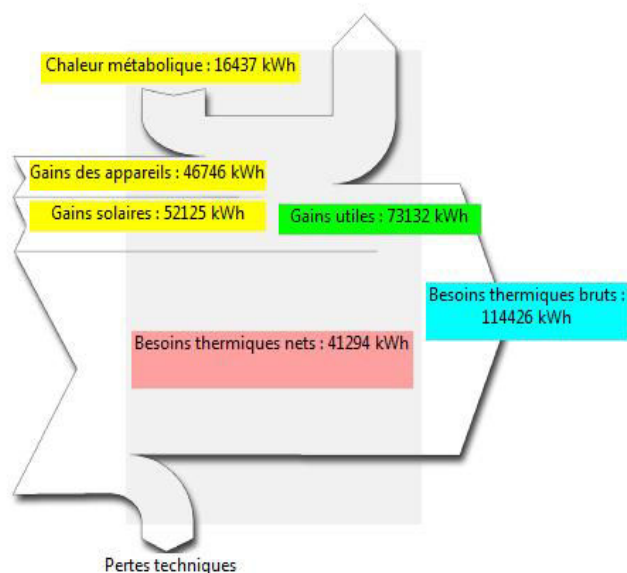 Chaleur métabolique : 16437 kWh
Gains des appareils : 46746 kWh
Gains solaires : 52125 kWh
Gains utiles : 73132 kWh
Besoins thermiques bruts :
114426 kWh
Besoins thermiques nets : 41294 kWh
Pertes techniques